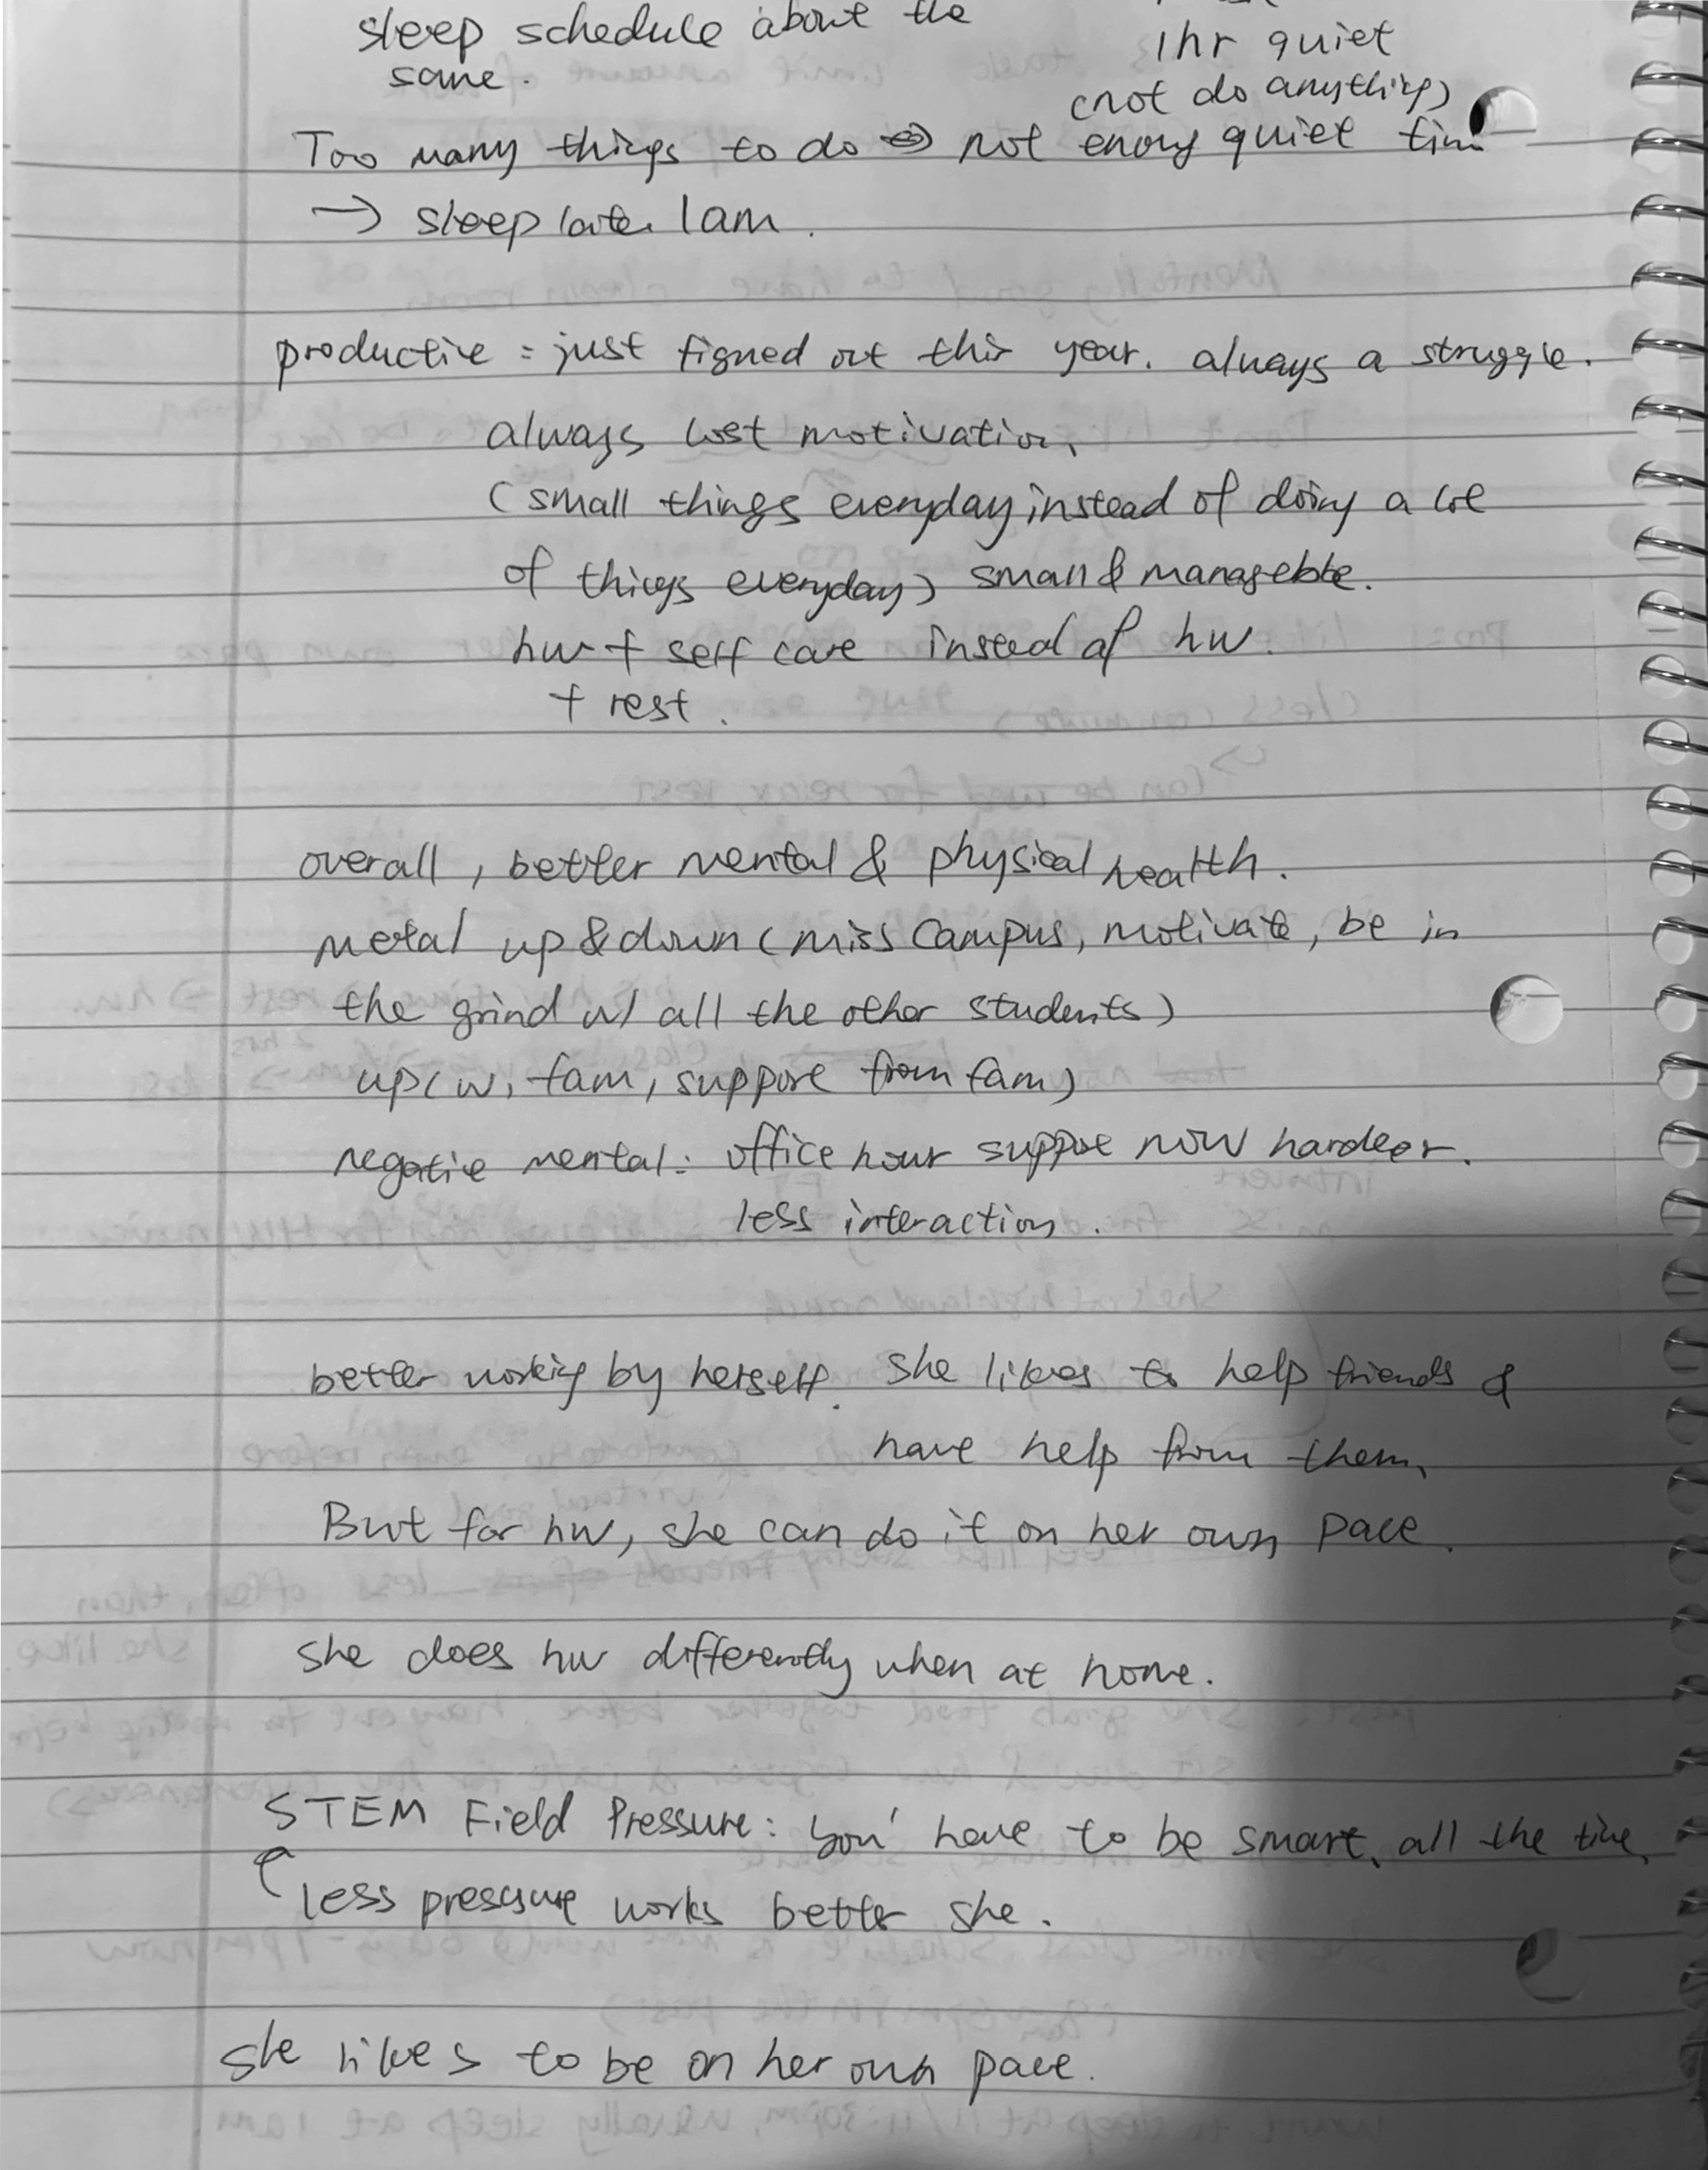 sleep schedule about the
same.
1hr quiet
(not do anything)
Too many things to do <=> not enoug quiet tim
→ sleep late 1am.
productive = just figued out this year. always a struggle.
always lost motivation,
(small things everyday instead of doing a lot
of things everyday) small & manageble.
hw + self care instead of hw.
+ rest.
overall, better mental & physical health.
metal up & down (miss Campus, motivate, be in
the grind w/ all the other students)
up (w, fam, support from fam)
negative mental: office hour support now hardeer.
less interaction.
better working by herself. She likes to help friends &
have help from them,
But for hw, she can do it on her own pace.
she does hw differently when at home.
STEM Field Pressure: you' have to be smart, all the time,
less pressure works better she.
she likes to be on her own pace.